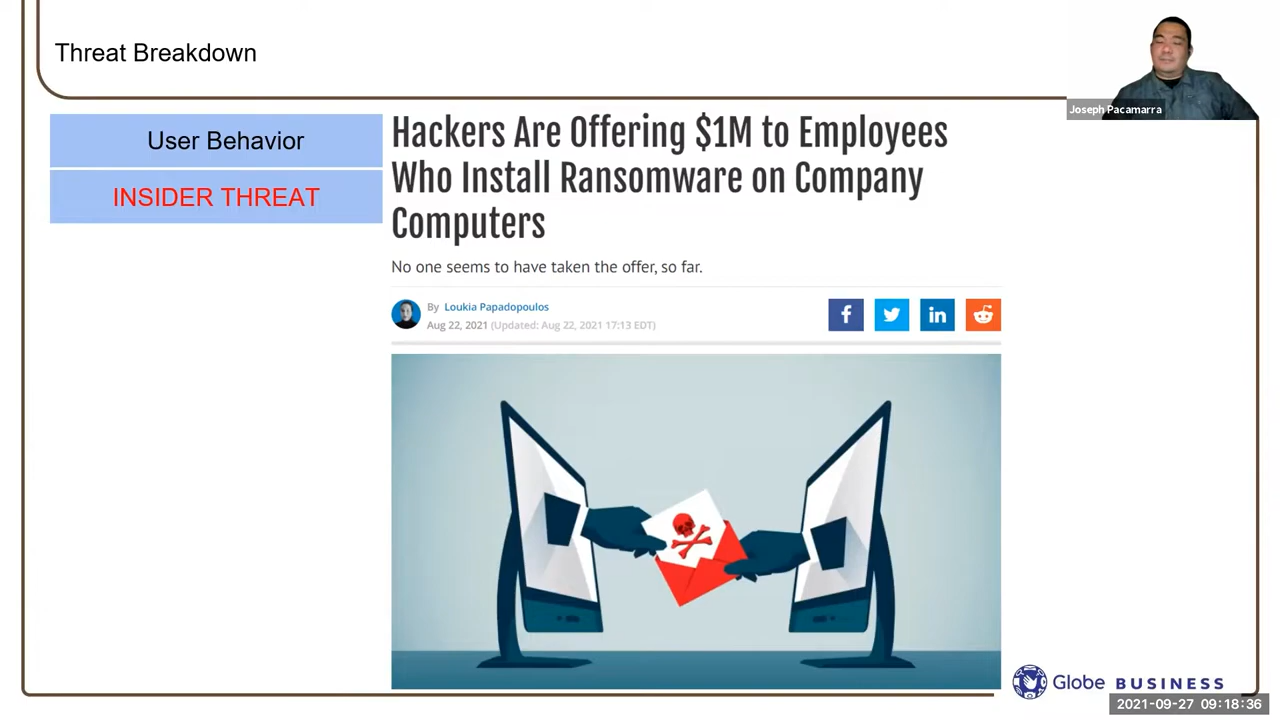 Threat Breakdown
Joseph Pacamarra
User Behavior
INSIDER THREAT
Hackers Are Offering $1M to Employees
Who Install Ransomware on Company
Computers
No one seems to have taken the offer, so far.
By Loukia Papadopoulos
Aug 22, 2021 (Updated: Aug 22, 2021 17:13 EDT)
f in
Globe BUSINESS
2021-09-27 09:18:36